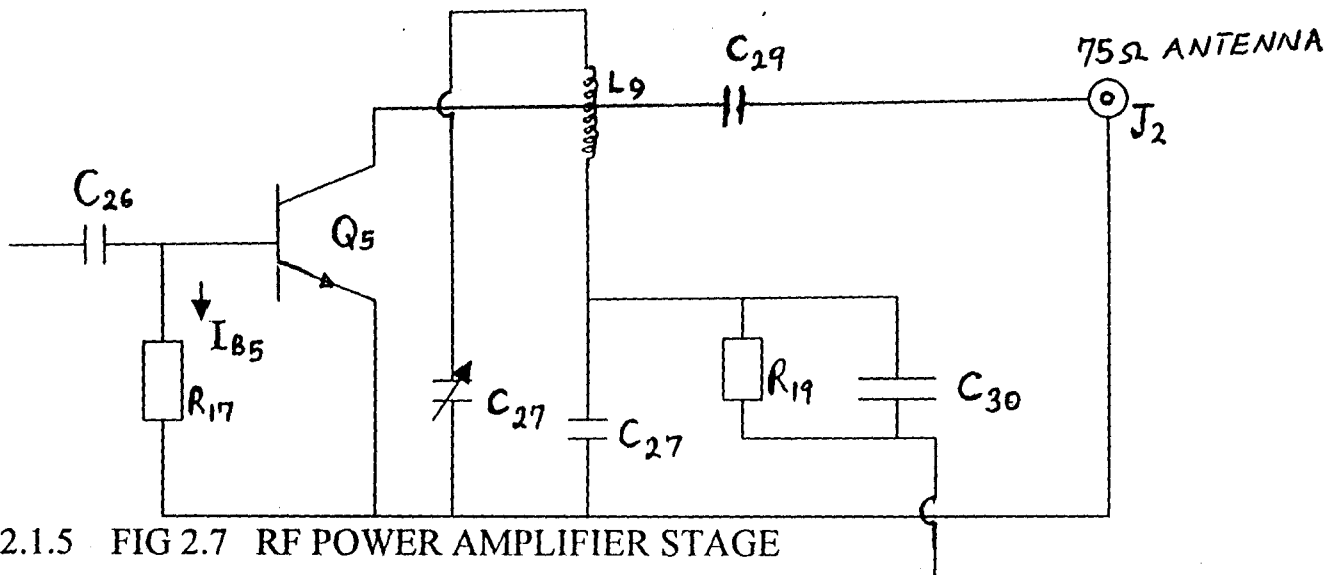 75Ω ANTENNA
C29
L9
J2
C26
Q5
IB5
R17
C27
C27
R19
C30
2.1.5 FIG 2.7 RF POWER AMPLIFIER STAGE